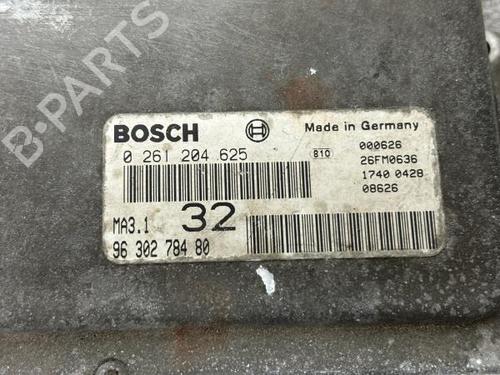 B-PARTS
BOSCH
Made in Germany
0 261 204 625
810
000626
26FM0636
1740 0428
08626
MA3.1
32
96 302 784 80